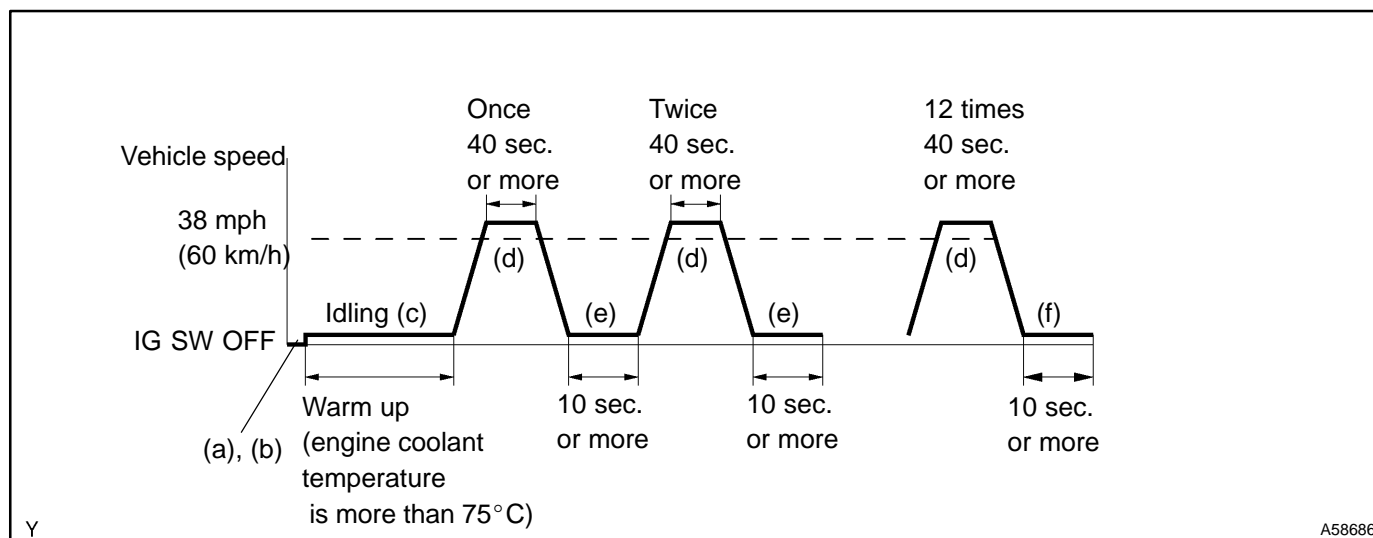 Once
40 sec.
or more
Twice
40 sec.
or more
12 times
40 sec.
or more
Vehicle speed
38 mph
(60 km/h)
(d)
(d)
(d)
Idling (c)
(e)
(e)
(f)
IG SW OFF
(a), (b)
Warm up
(engine coolant
temperature
is more than 75°C)
10 sec.
or more
10 sec.
or more
10 sec.
or more
Y
A58686